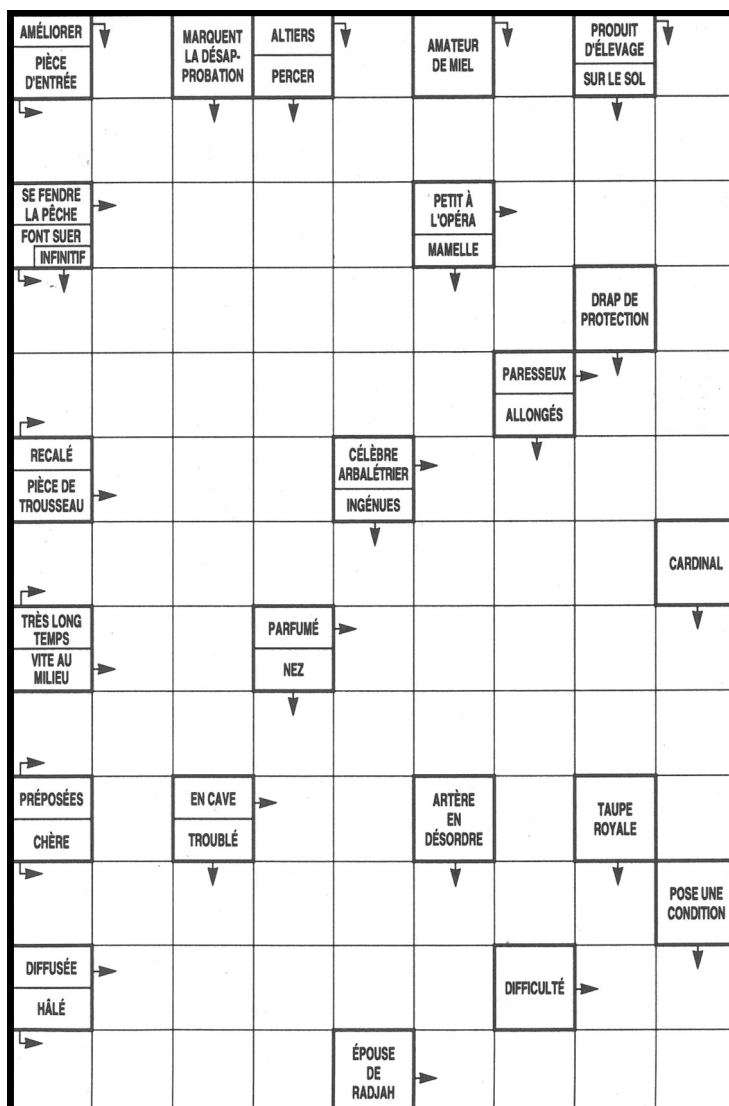 AMÉLIORER
PIÈCE
D'ENTRÉE
MARQUENT
LA DÉSAP-
PROBATION
ALTIERS
PERCER
AMATEUR
DE MIEL
PRODUIT
D'ÉLEVAGE
SUR LE SOL
SE FENDRE
LA PÊCHE
FONT SUER
INFINITIF
PETIT À
L'OPÉRA
MAMELLE
DRAP DE
PROTECTION
PARESSEUX
ALLONGÉS
RECALÉ
PIÈCE DE
TROUSSEAU
CÉLÈBRE
ARBALÉTRIER
INGÉNUES
CARDINAL
TRÈS LONG
TEMPS
VITE AU
MILIEU
PARFUMÉ
NEZ
PRÉPOSÉES
CHÈRE
EN CAVE
TROUBLÉ
ARTÈRE
EN
DÉSORDRE
TAUPE
ROYALE
POSE UNE
CONDITION
DIFFUSÉE
HÂLÉ
DIFFICULTÉ
ÉPOUSE
DE
RADJAH